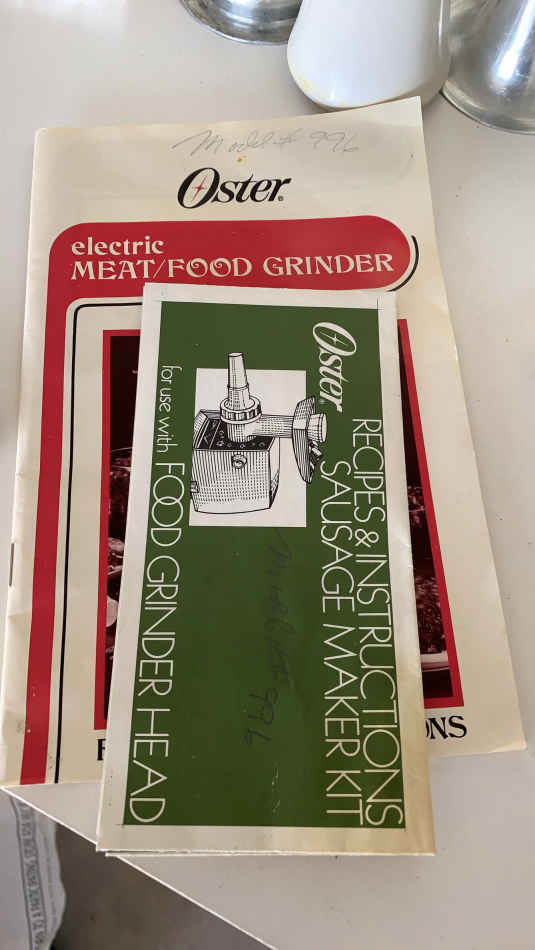 Model # 996
Oster®
electric
MEAT/FOOD GRINDER
Oster®
RECIPES & INSTRUCTIONS
SAUSAGE MAKER KIT
Model # 996
for use with FOOD GRINDER HEAD